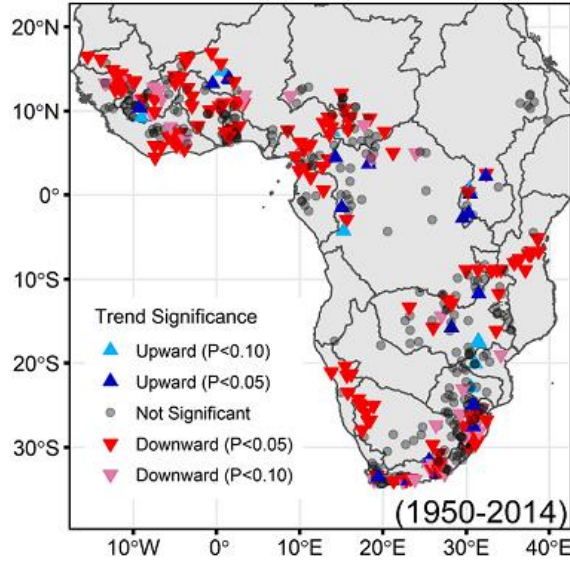 20°N
10°N
0°
10°S
20°S
30°S
Trend Significance
Upward (P<0.10)
Upward (P<0.05)
Not Significant
Downward (P<0.05)
Downward (P<0.10)
(1950-2014)
10°W
0°
10°E
20°E
30°E
40°E